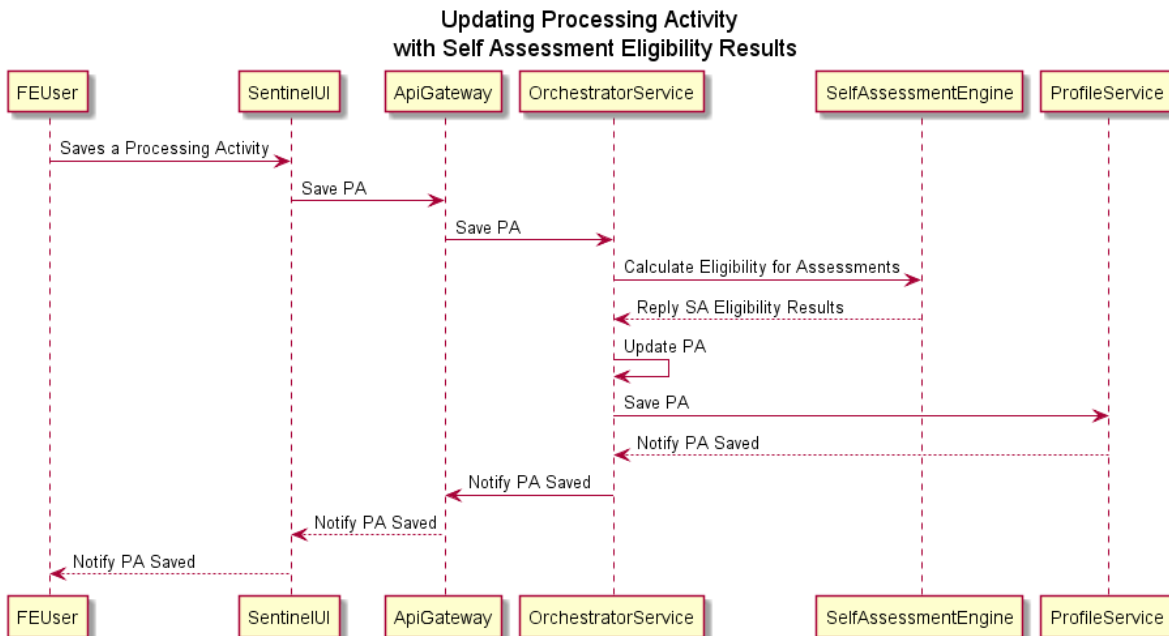 Updating Processing Activity
with Self Assessment Eligibility Results
FEUser
SentinelUI
ApiGateway
OrchestratorService
SelfAssessmentEngine
ProfileService
Saves a Processing Activity
Save PA
Save PA
Calculate Eligibility for Assessments
Reply SA Eligibility Results
Update PA
Save PA
Notify PA Saved
Notify PA Saved
Notify PA Saved
Notify PA Saved
FEUser
SentinelUI
ApiGateway
OrchestratorService
SelfAssessmentEngine
ProfileService